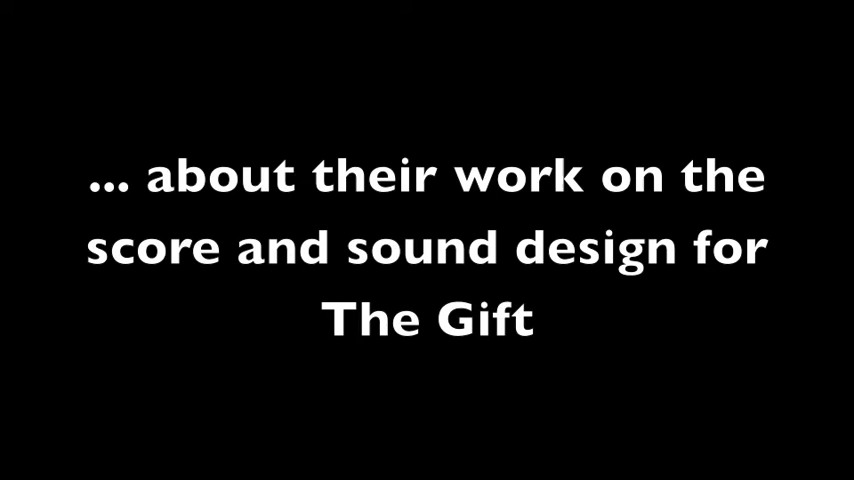 ... about their work on the
score and sound design for
The Gift